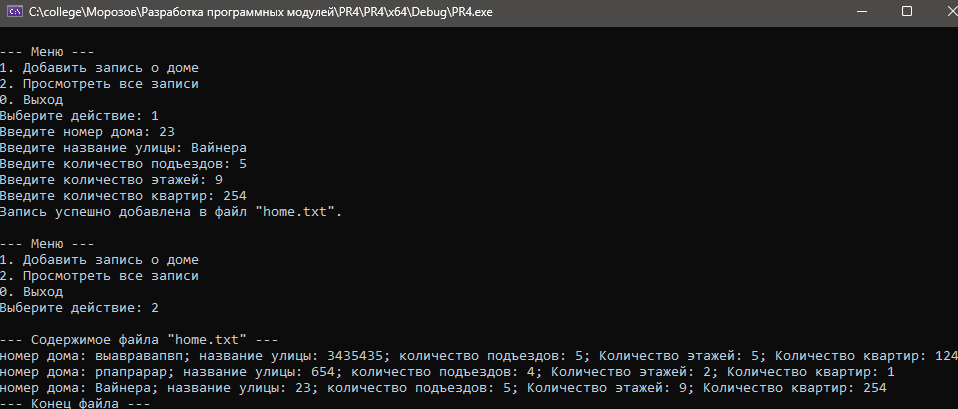 C:\college\Морозов\Разработка программных модулей\PR4\PR4\x64\Debug\PR4.exe
--- Меню ---
1. Добавить запись о доме
2. Просмотреть все записи
0. Выход
Выберите действие: 1
Введите номер дома: 23
Введите название улицы: Вайнера
Введите количество подъездов: 5
Введите количество этажей: 9
Введите количество квартир: 254
Запись успешно добавлена в файл "home.txt".
--- Меню ---
1. Добавить запись о доме
2. Просмотреть все записи
0. Выход
Выберите действие: 2
--- Содержимое файла "home.txt" ---
номер дома: выавравапвп; название улицы: 3435435; количество подъездов: 5; Количество этажей: 5; Количество квартир: 124
номер дома: рпапрарар; название улицы: 654; количество подъездов: 4; Количество этажей: 2; Количество квартир: 1
номер дома: Вайнера; название улицы: 23; количество подъездов: 5; Количество этажей: 9; Количество квартир: 254
--- Конец файла ---